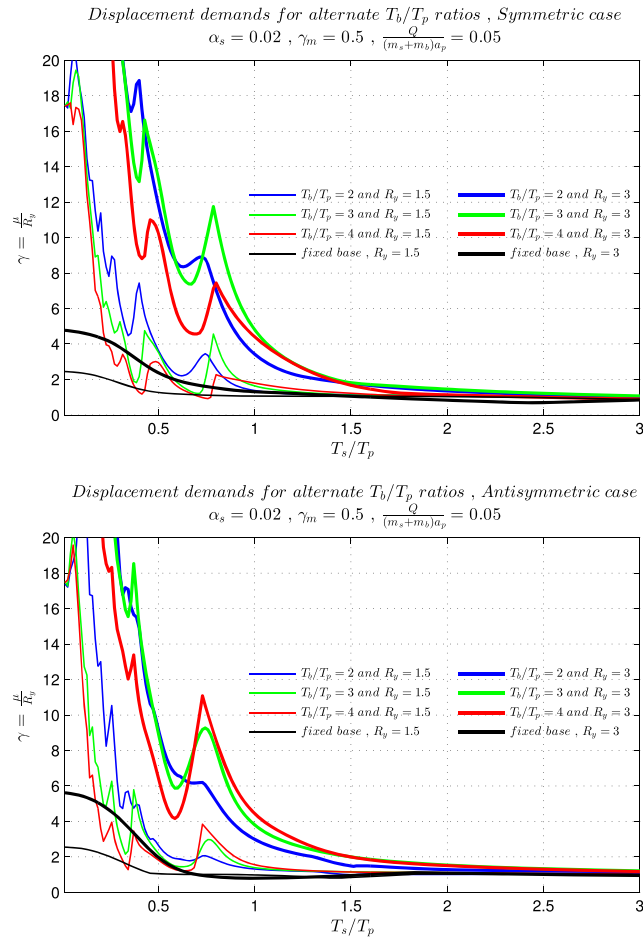 Displacement demands for alternate T_b/T_p ratios , Symmetric case
α_s = 0.02 , γ_m = 0.5 , Q/((m_s+m_b)a_p) = 0.05
20
18
16
14
12
10
8
6
4
2
0
γ = μ/R_y
T_b/T_p = 2 and R_y = 1.5
T_b/T_p = 3 and R_y = 1.5
T_b/T_p = 4 and R_y = 1.5
fixed base , R_y = 1.5
T_b/T_p = 2 and R_y = 3
T_b/T_p = 3 and R_y = 3
T_b/T_p = 4 and R_y = 3
fixed base , R_y = 3
0.5 1 1.5 2 2.5 3
T_s/T_p
Displacement demands for alternate T_b/T_p ratios , Antisymmetric case
α_s = 0.02 , γ_m = 0.5 , Q/((m_s+m_b)a_p) = 0.05
20
18
16
14
12
10
8
6
4
2
0
γ = μ/R_y
T_b/T_p = 2 and R_y = 1.5
T_b/T_p = 3 and R_y = 1.5
T_b/T_p = 4 and R_y = 1.5
fixed base , R_y = 1.5
T_b/T_p = 2 and R_y = 3
T_b/T_p = 3 and R_y = 3
T_b/T_p = 4 and R_y = 3
fixed base , R_y = 3
0.5 1 1.5 2 2.5 3
T_s/T_p